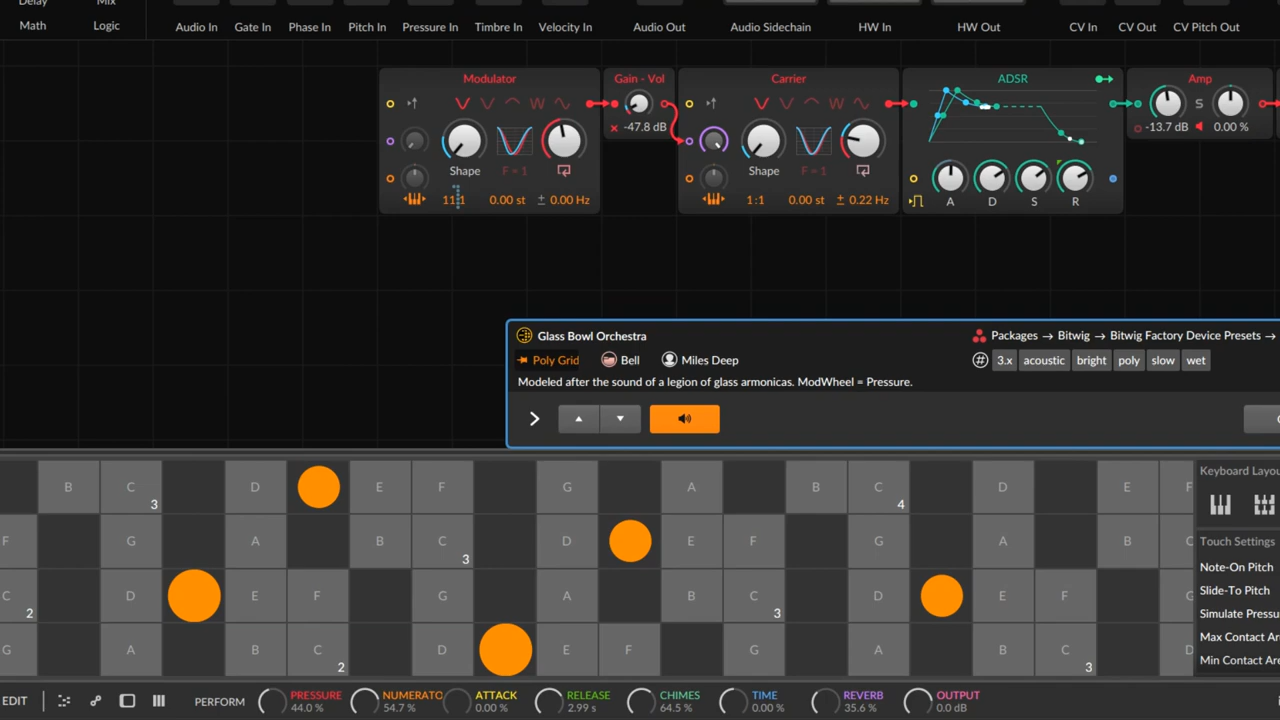 Delay Mix
Math Logic Audio In Gate In Phase In Pitch In Pressure In Timbre In Velocity In Audio Out Audio Sidechain HW In HW Out CV In CV Out CV Pitch Out
Modulator Gain - Vol Carrier ADSR Amp
-47.8 dB S -13.7 dB 0.00 %
Shape F = 1 Shape F = 1
11:1 0.00 st ± 0.00 Hz 1:1 0.00 st ± 0.22 Hz A D S R
Glass Bowl Orchestra Packages → Bitwig → Bitwig Factory Device Presets →
Poly Grid Bell Miles Deep # 3.x acoustic bright poly slow wet
Modeled after the sound of a legion of glass armonicas. ModWheel = Pressure.
B C 3 D E F G A B C 4 D E F
F G A B C 3 D E F G A B
C 2 D E F G A B C 3 D E F G
G A B C 2 D E F G A B C 3 D
Keyboard Layou
Touch Settings
Note-On Pitch
Slide-To Pitch
Simulate Pressu
Max Contact Are
Min Contact Are
EDIT PERFORM PRESSURE NUMERATO ATTACK RELEASE CHIMES TIME REVERB OUTPUT
44.0 % 54.7 % 0.00 % 2.99 s 64.5 % 0.00 % 35.6 % 0.0 dB